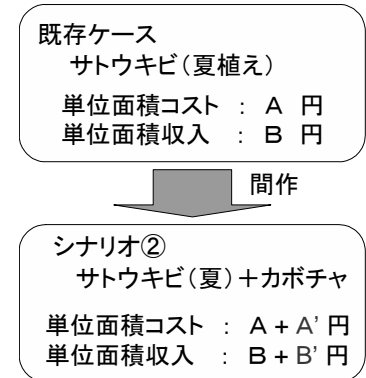 既存ケース
サトウキビ(夏植え)
単位面積コスト : A 円
単位面積収入 : B 円
間作
シナリオ②
サトウキビ(夏)+カボチャ
単位面積コスト : A + A' 円
単位面積収入 : B + B' 円